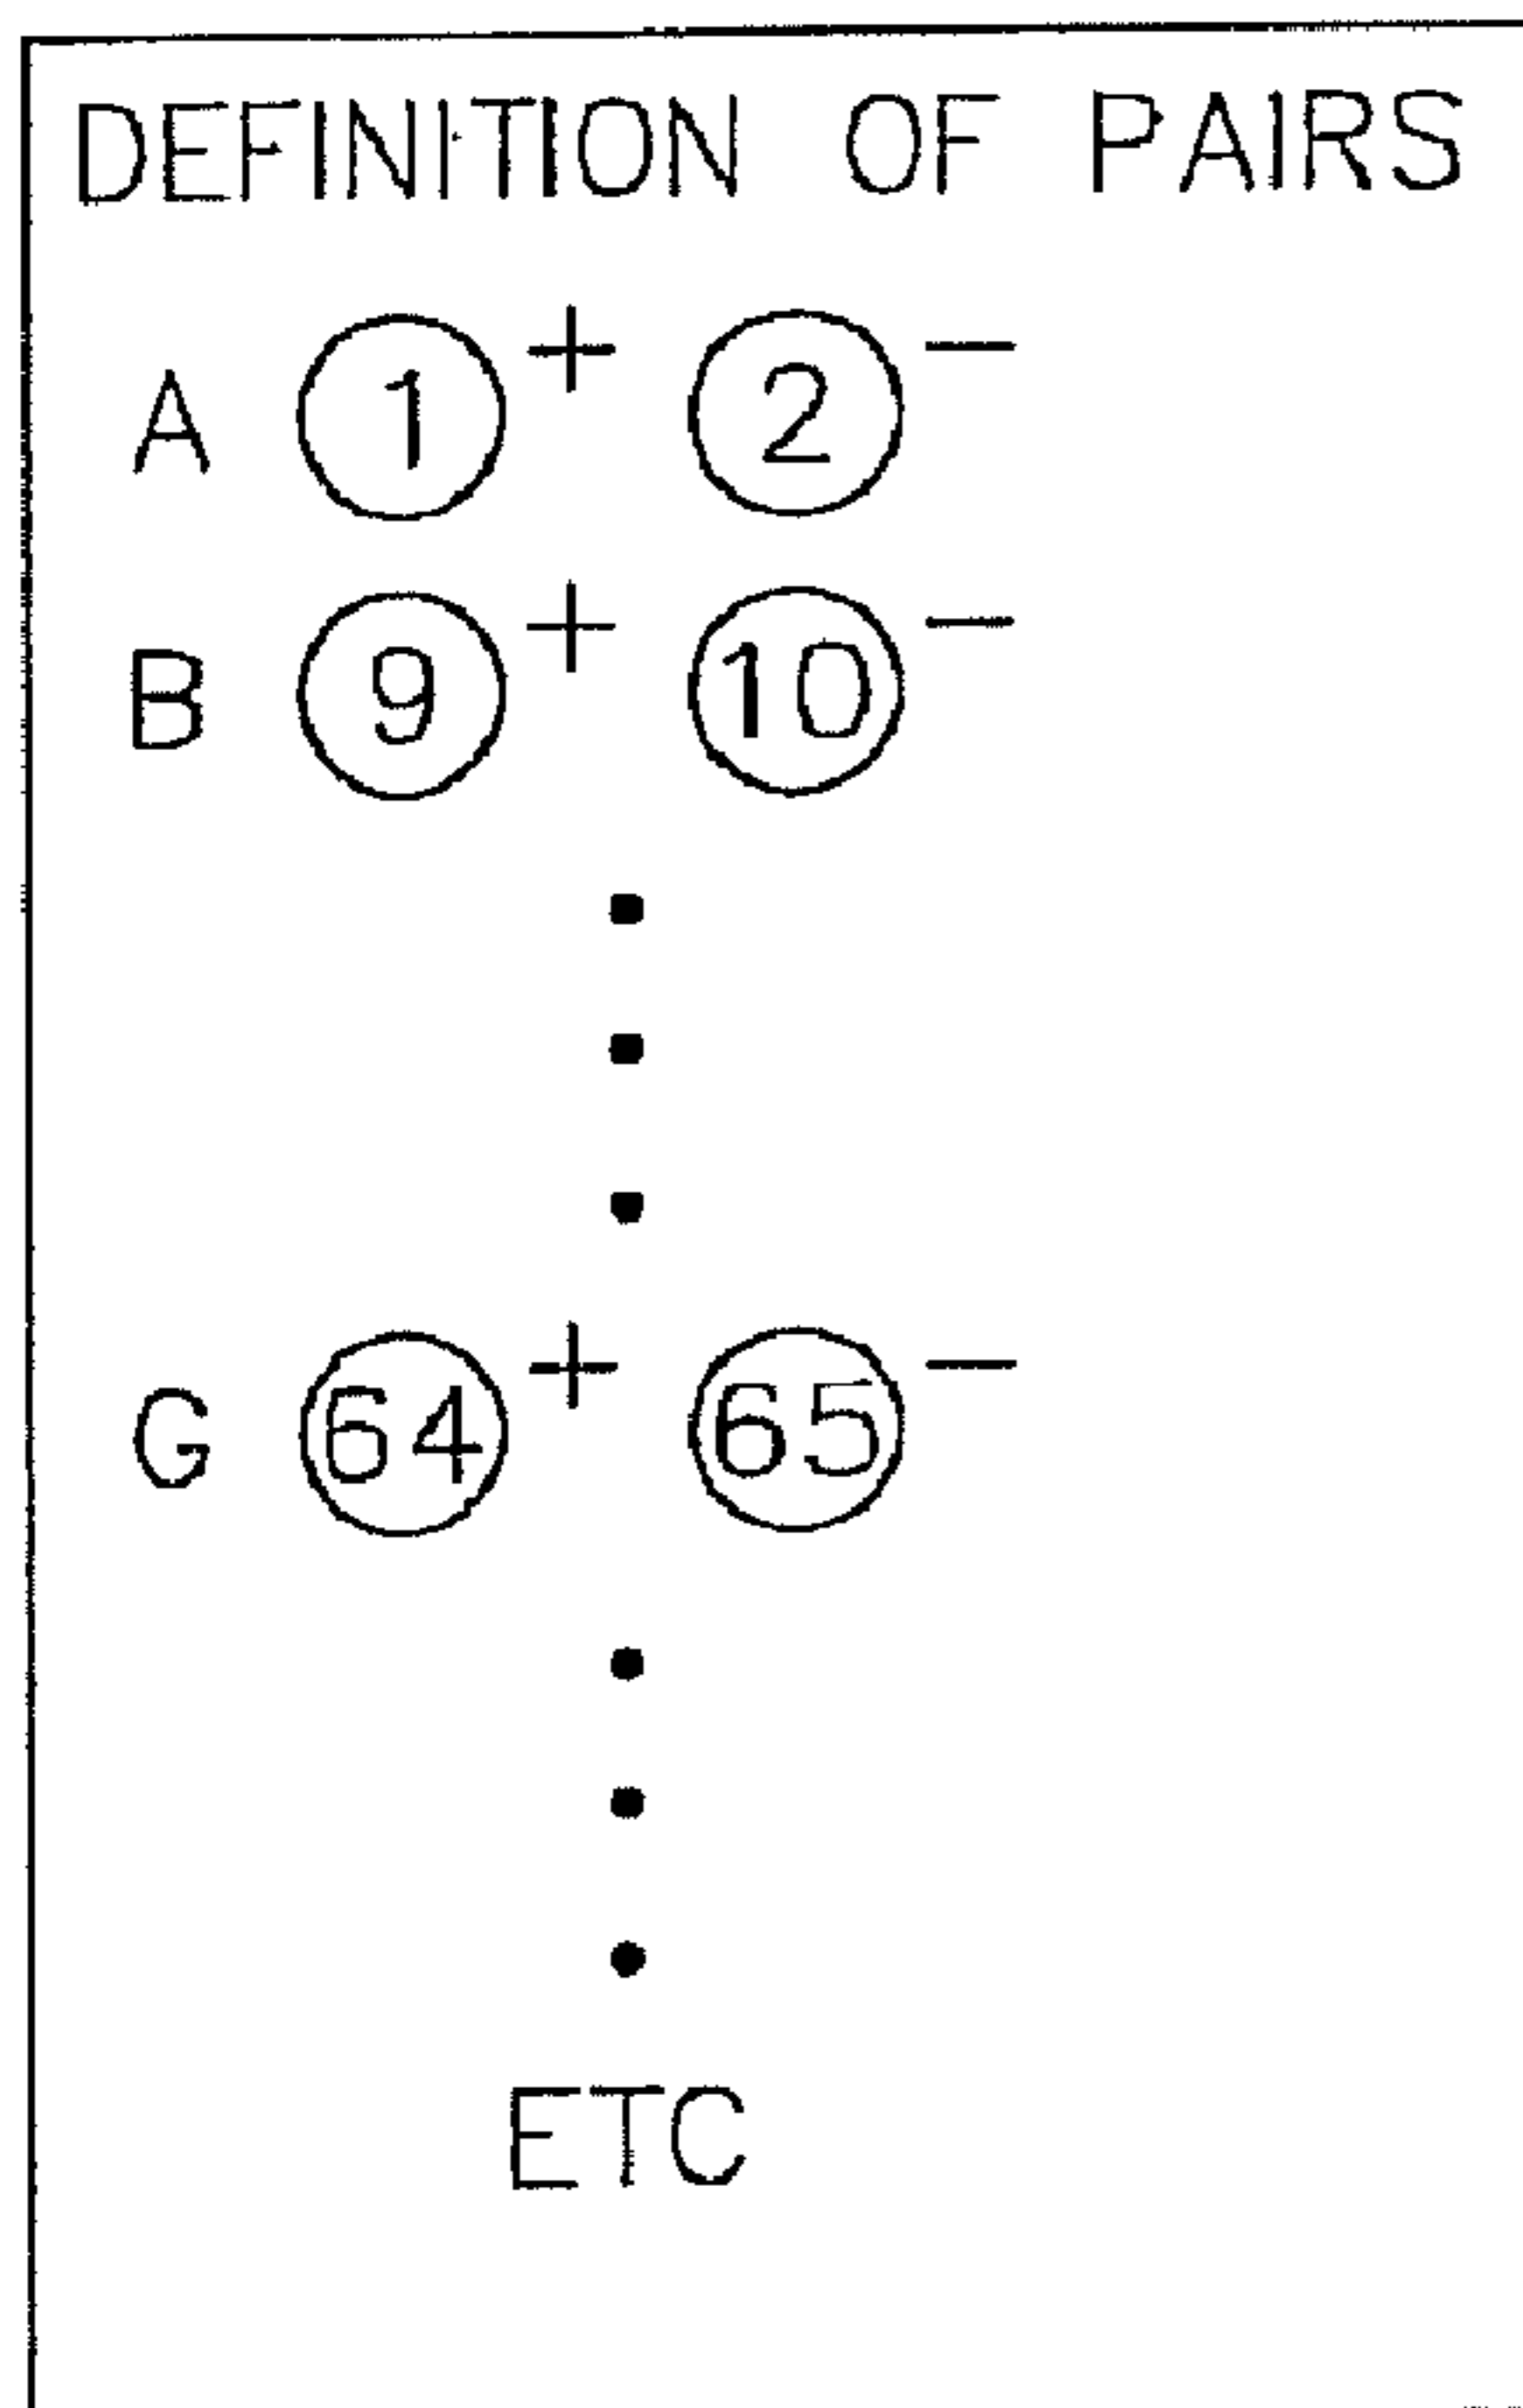 DEFINITION OF PAIRS
A 1 + 2 −
B 9 + 10 −
G 64 + 65 −
ETC